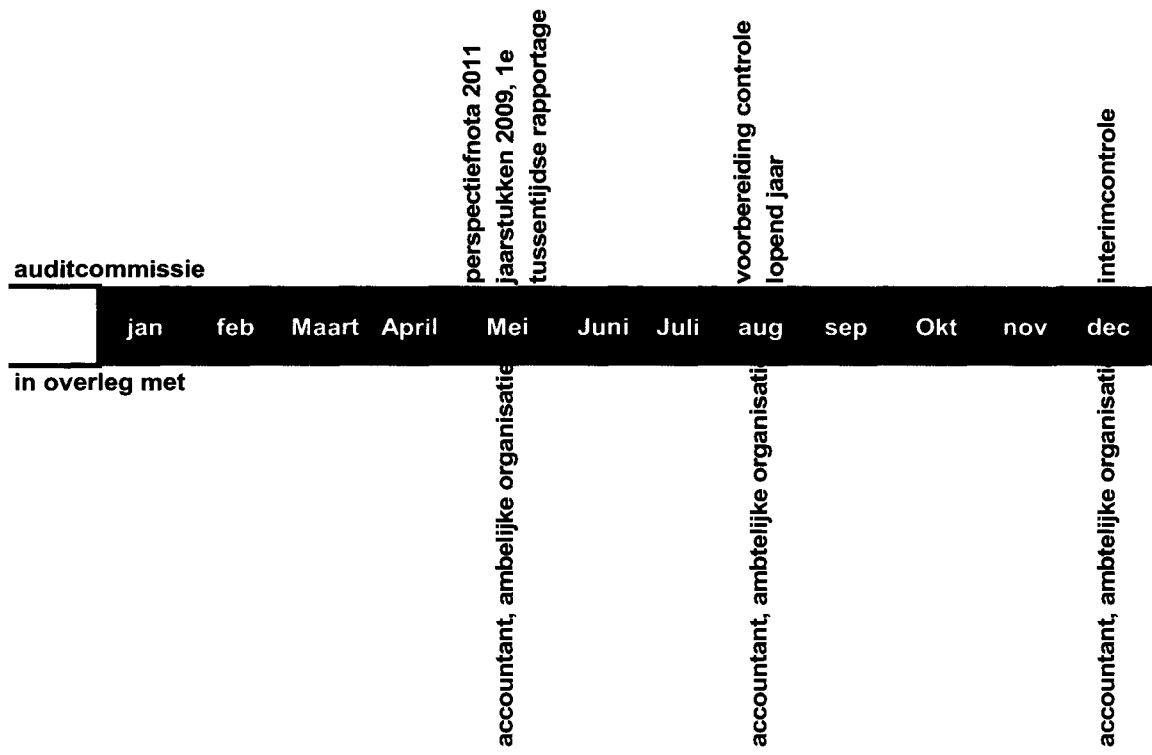 perspectiefnota 2011
jaarstukken 2009, 1e
tussentijdse rapportage
voorbereiding controle
lopend jaar
interimcontrole
auditcommissie
jan feb Maart April Mei Juni Juli aug sep Okt nov dec
in overleg met
accountant, ambelijke organisatie
accountant, ambtelijke organisatie
accountant, ambtelijke organisati